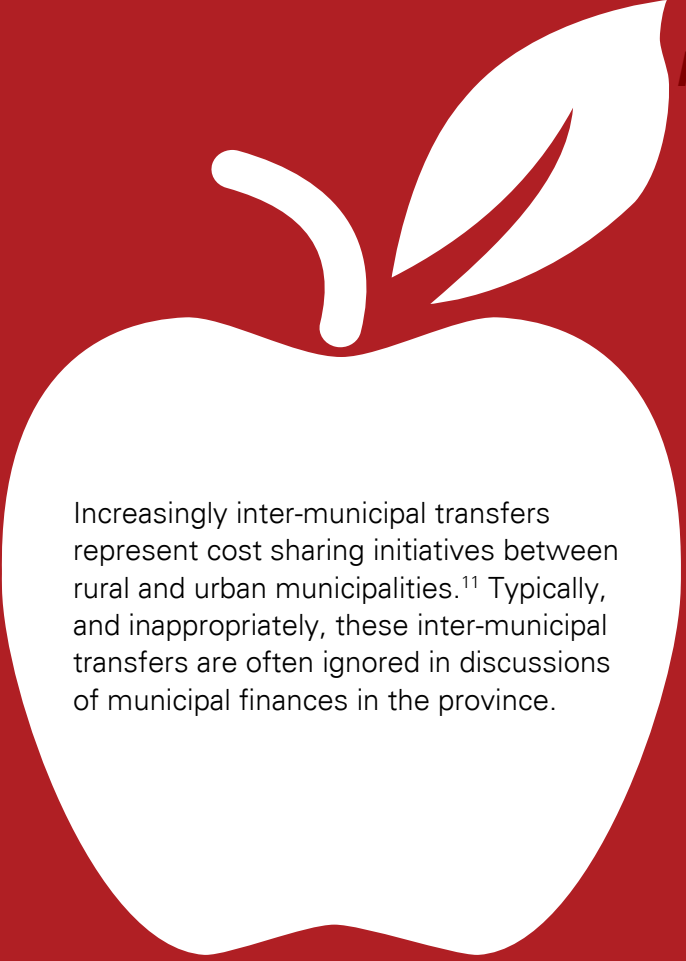 Increasingly inter-municipal transfers
represent cost sharing initiatives between
rural and urban municipalities.¹¹ Typically,
and inappropriately, these inter-municipal
transfers are often ignored in discussions
of municipal finances in the province.